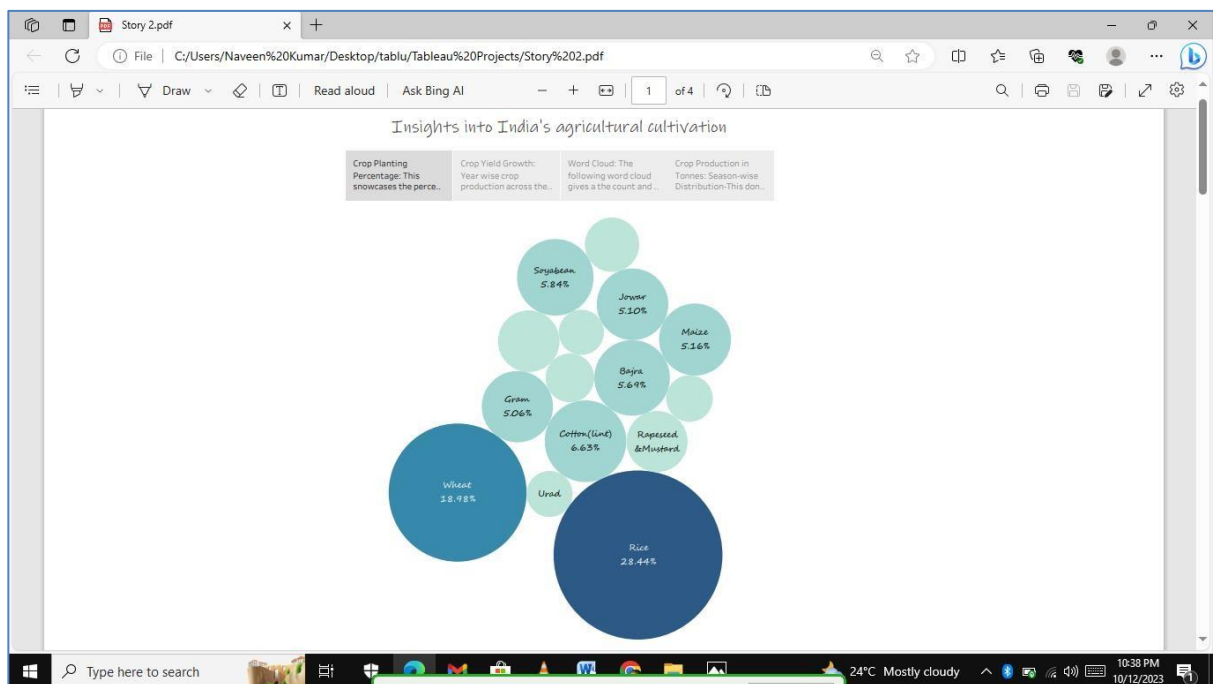 Story 2.pdf
File | C:/Users/Naveen%20Kumar/Desktop/tablu/Tableau%20Projects/Story%202.pdf
Draw
Read aloud
Ask Bing AI
1 of 4
Insights into India's agricultural cultivation
Crop Planting
Percentage: This
snowcases the perce..
Crop Yield Growth:
Year wise crop
production across the..
Word Cloud: The
following word cloud
gives a the count and ..
Crop Production in
Tonnes: Season-wise
Distribution-This don..
Soyabean
5.84%
Jowar
5.10%
Maize
5.16%
Bajra
5.69%
Gram
5.06%
Cotton(lint)
6.63%
Rapeseed
&Mustard
Wheat
18.98%
Urad
Rice
28.44%
Type here to search
24°C Mostly cloudy
10:38 PM
10/12/2023